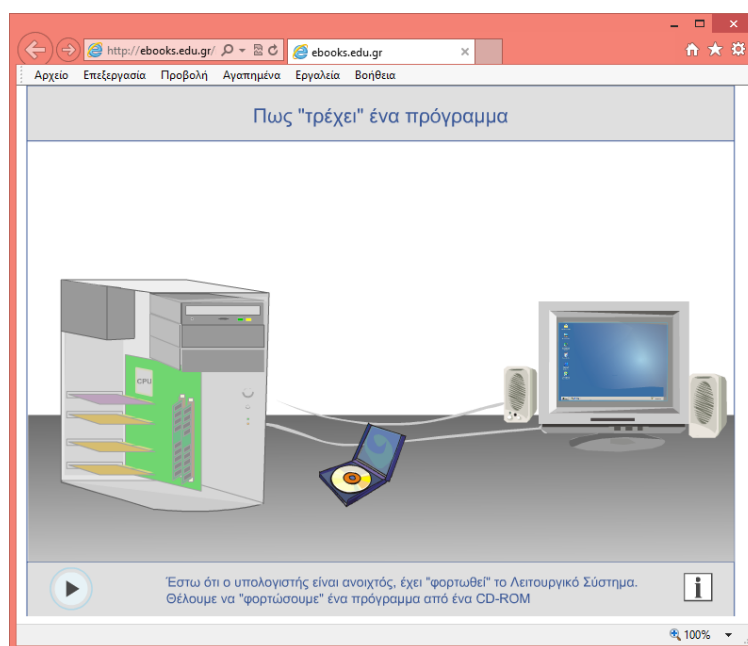 http://ebooks.edu.gr/
ebooks.edu.gr
Αρχείο Επεξεργασία Προβολή Αγαπημένα Εργαλεία Βοήθεια
Πως "τρέχει" ένα πρόγραμμα
CPU
Έστω ότι ο υπολογιστής είναι ανοιχτός, έχει "φορτωθεί" το Λειτουργικό Σύστημα.
Θέλουμε να "φορτώσουμε" ένα πρόγραμμα από ένα CD-ROM
i
100%